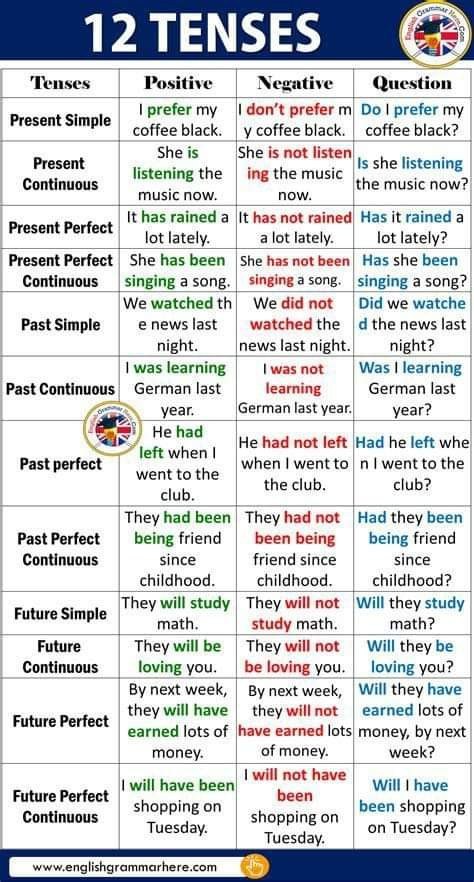 12 TENSES
English Grammar Here.Com
Tenses
Positive
Negative
Question
Present Simple
I prefer my
coffee black.
I don't prefer m
y coffee black.
Do I prefer my
coffee black?
Present
Continuous
She is
listening the
music now.
She is not listen
ing the music
now.
Is she listening
the music now?
Present Perfect
It has rained a
lot lately.
It has not rained
a lot lately.
Has it rained a
lot lately?
Present Perfect
Continuous
She has been
singing a song.
She has not been
singing a song.
Has she been
singing a song?
Past Simple
We watched th
e news last
night.
We did not
watched the
news last night.
Did we watche
d the news last
night?
Past Continuous
I was learning
German last
year.
I was not
learning
German last year.
Was I learning
German last
year?
English Grammar Here.Com
Past perfect
He had
left when I
went to the
club.
He had not left
when I went to
the club.
Had he left whe
n I went to the
club?
Past Perfect
Continuous
They had been
being friend
since
childhood.
They had not
been being
friend since
childhood.
Had they been
being friend
since
childhood?
Future Simple
They will study
math.
They will not
study math.
Will they study
math?
Future
Continuous
They will be
loving you.
They will not
be loving you.
Will they be
loving you?
Future Perfect
By next week,
they will have
earned lots of
money.
By next week,
they will not
have earned lots
of money.
Will they have
earned lots of
money, by next
week?
Future Perfect
Continuous
I will have been
shopping on
Tuesday.
I will not have
been
shopping on
Tuesday.
Will I have
been shopping
on Tuesday?
www.englishgrammarhere.com